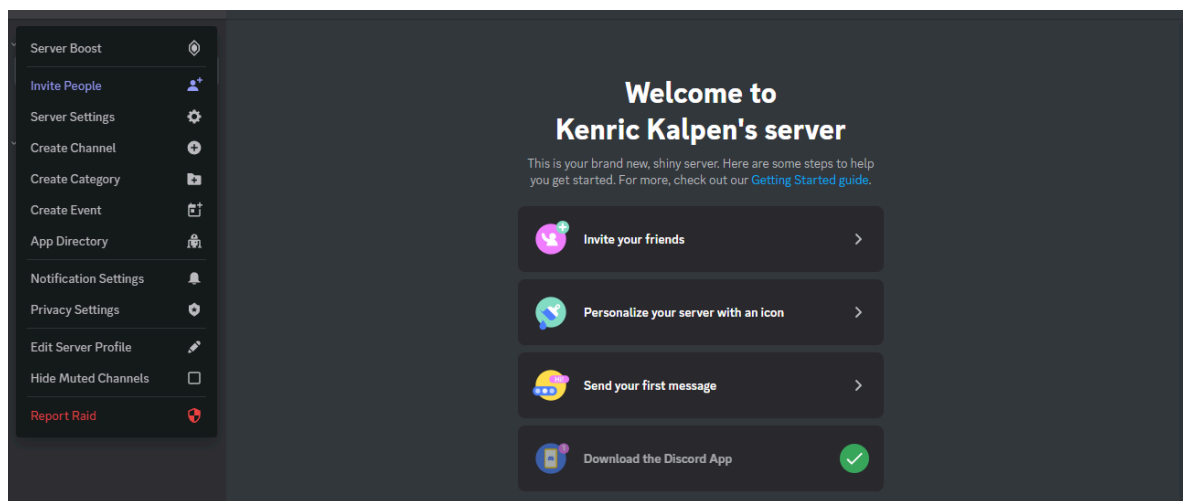 Server Boost
Invite People
Server Settings
Create Channel
Create Category
Create Event
App Directory
Notification Settings
Privacy Settings
Edit Server Profile
Hide Muted Channels
Report Raid
Welcome to
Kenric Kalpen's server
This is your brand new, shiny server. Here are some steps to help
you get started. For more, check out our Getting Started guide.
Invite your friends
Personalize your server with an icon
Send your first message
Download the Discord App